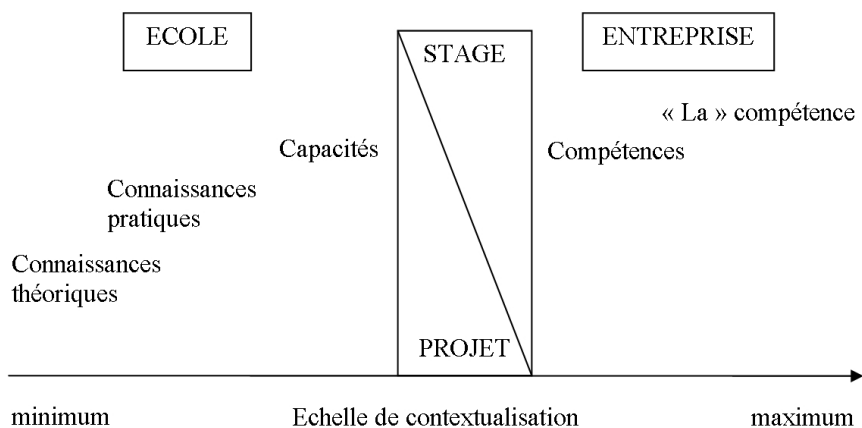 ECOLE
STAGE
ENTREPRISE
« La » compétence
Capacités
Compétences
Connaissances
pratiques
Connaissances
théoriques
PROJET
minimum
Echelle de contextualisation
maximum